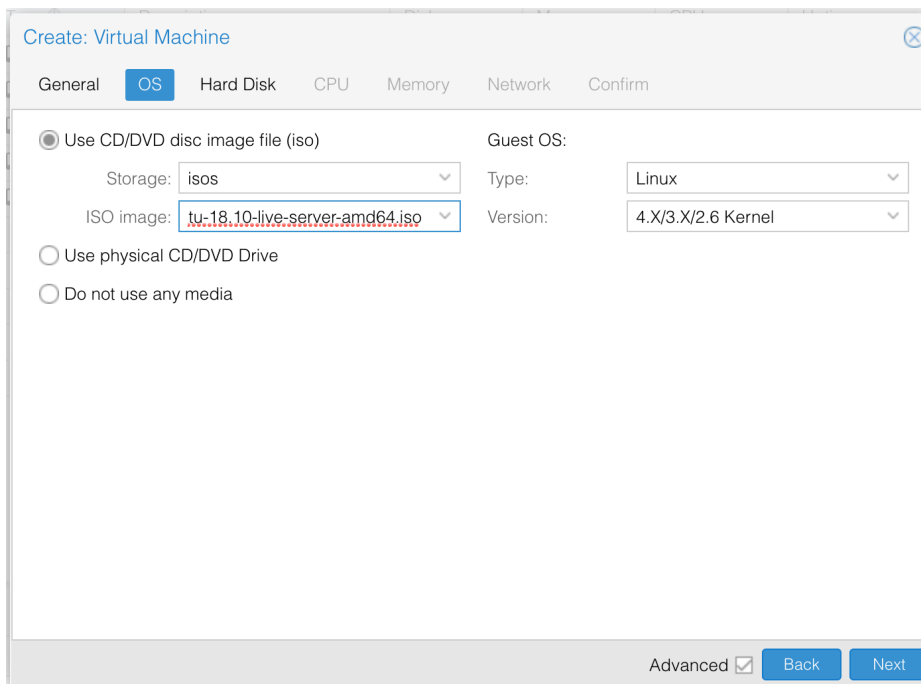 Create: Virtual Machine
General OS Hard Disk CPU Memory Network Confirm
Use CD/DVD disc image file (iso) Guest OS:
Storage: isos Type: Linux
ISO image: tu-18.10-live-server-amd64.iso Version: 4.X/3.X/2.6 Kernel
Use physical CD/DVD Drive
Do not use any media
Advanced Back Next